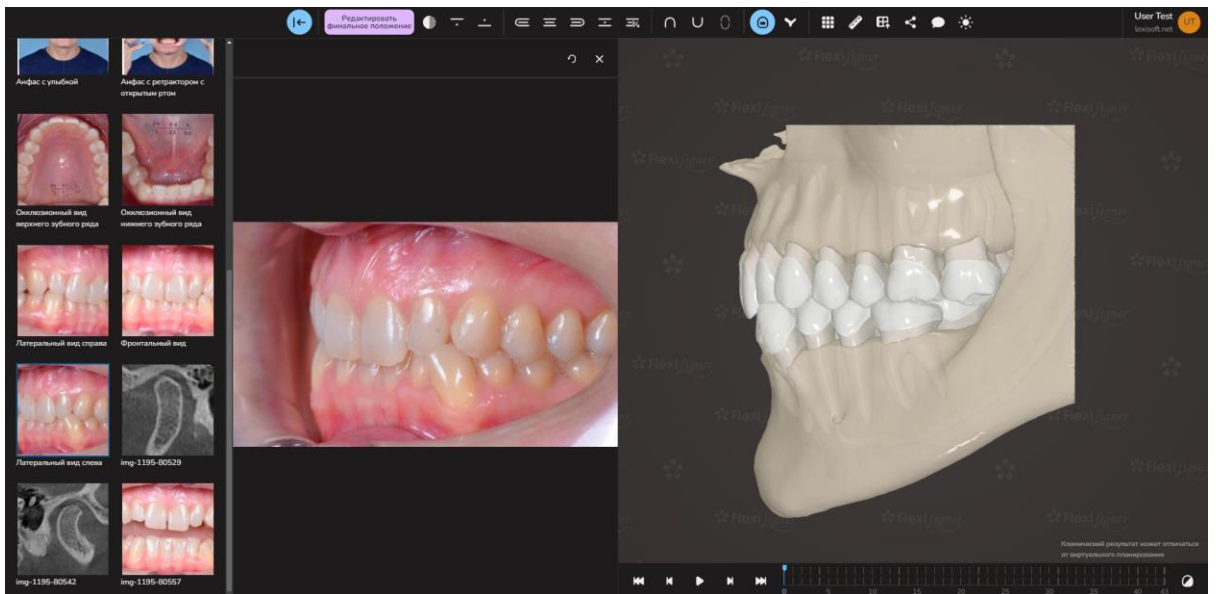 Редактировать
финальное положение
User Test
lexisoft.net
UT
Анфас с улыбкой
Анфас с ретрактором с
открытым ртом
Окклюзионный вид
верхнего зубного ряда
Окклюзионный вид
нижнего зубного ряда
Латеральный вид справа
Фронтальный вид
Латеральный вид слева
img-1195-80529
img-1195-80542
img-1195-80557
Flexiligner
Клинический результат может отличаться
от виртуального планирования
0 5 10 15 20 25 30 35 40 43